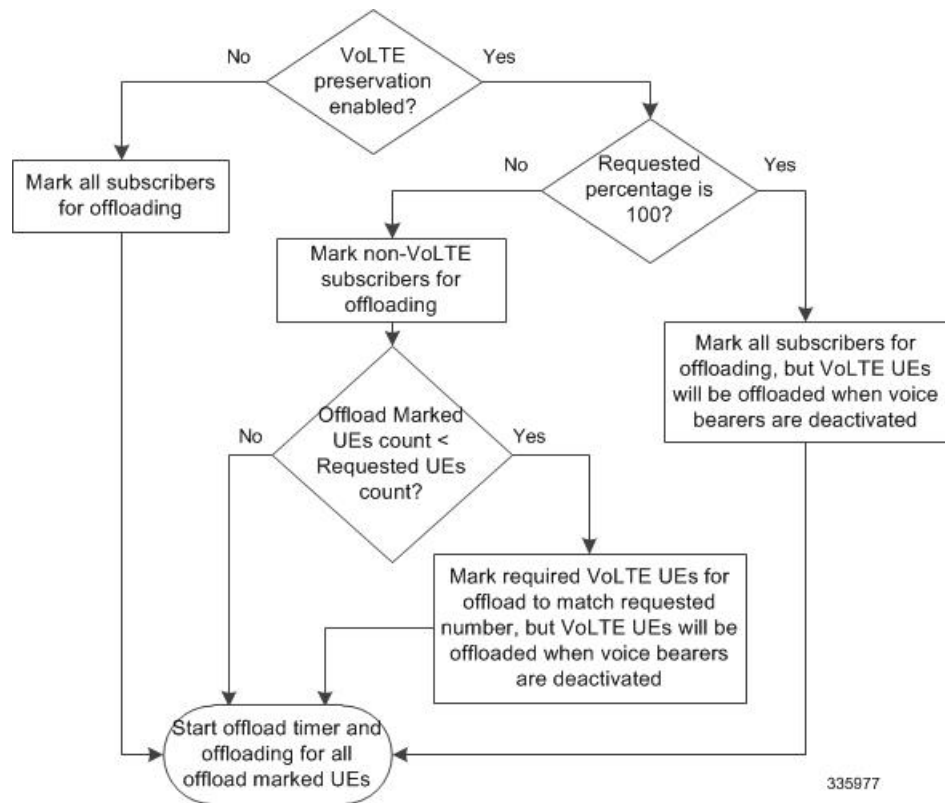 No
VoLTE
preservation
enabled?
Yes
Mark all subscribers
for offloading
No
Requested
percentage is
100?
Yes
Mark non-VoLTE
subscribers for
offloading
Mark all subscribers for
offloading, but VoLTE UEs
will be offloaded when voice
bearers are deactivated
No
Offload Marked
UEs count <
Requested UEs
count?
Yes
Mark required VoLTE UEs for
offload to match requested
number, but VoLTE UEs will be
offloaded when voice bearers
are deactivated
Start offload timer and
offloading for all
offload marked UEs
335977